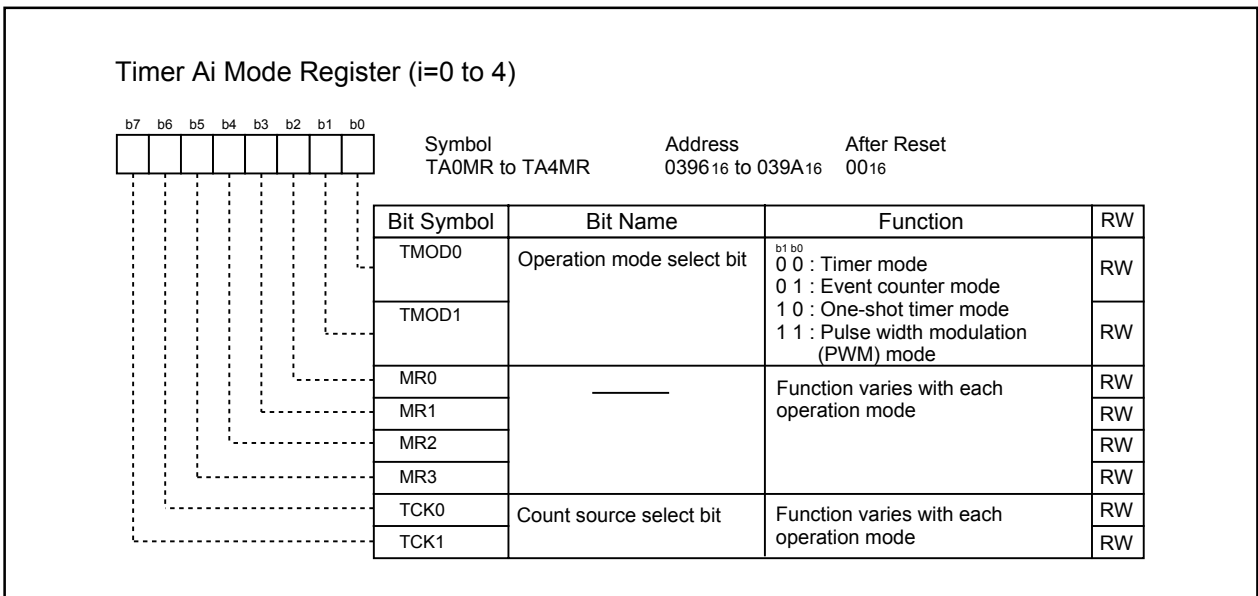 Timer Ai Mode Register (i=0 to 4)
b7 b6 b5 b4 b3 b2 b1 b0
Symbol Address After Reset
TA0MR to TA4MR 039616 to 039A16 0016
Bit Symbol Bit Name Function RW
TMOD0 Operation mode select bit b1 b0
0 0 : Timer mode RW
0 1 : Event counter mode
TMOD1 1 0 : One-shot timer mode
1 1 : Pulse width modulation RW
(PWM) mode
MR0 Function varies with each RW
MR1 operation mode RW
MR2 RW
MR3 RW
TCK0 Count source select bit Function varies with each RW
TCK1 operation mode RW